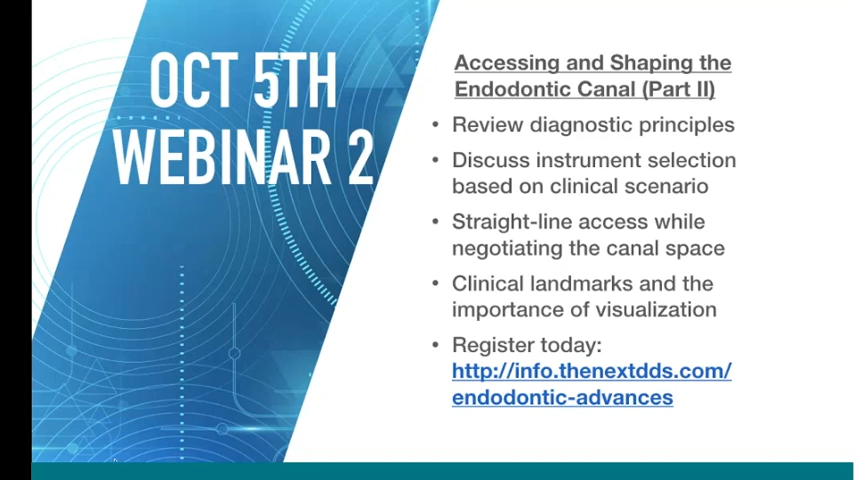 OCT 5TH
WEBINAR 2
Accessing and Shaping the
Endodontic Canal (Part II)
• Review diagnostic principles
• Discuss instrument selection
based on clinical scenario
• Straight-line access while
negotiating the canal space
• Clinical landmarks and the
importance of visualization
• Register today:
http://info.thenextdds.com/
endodontic-advances